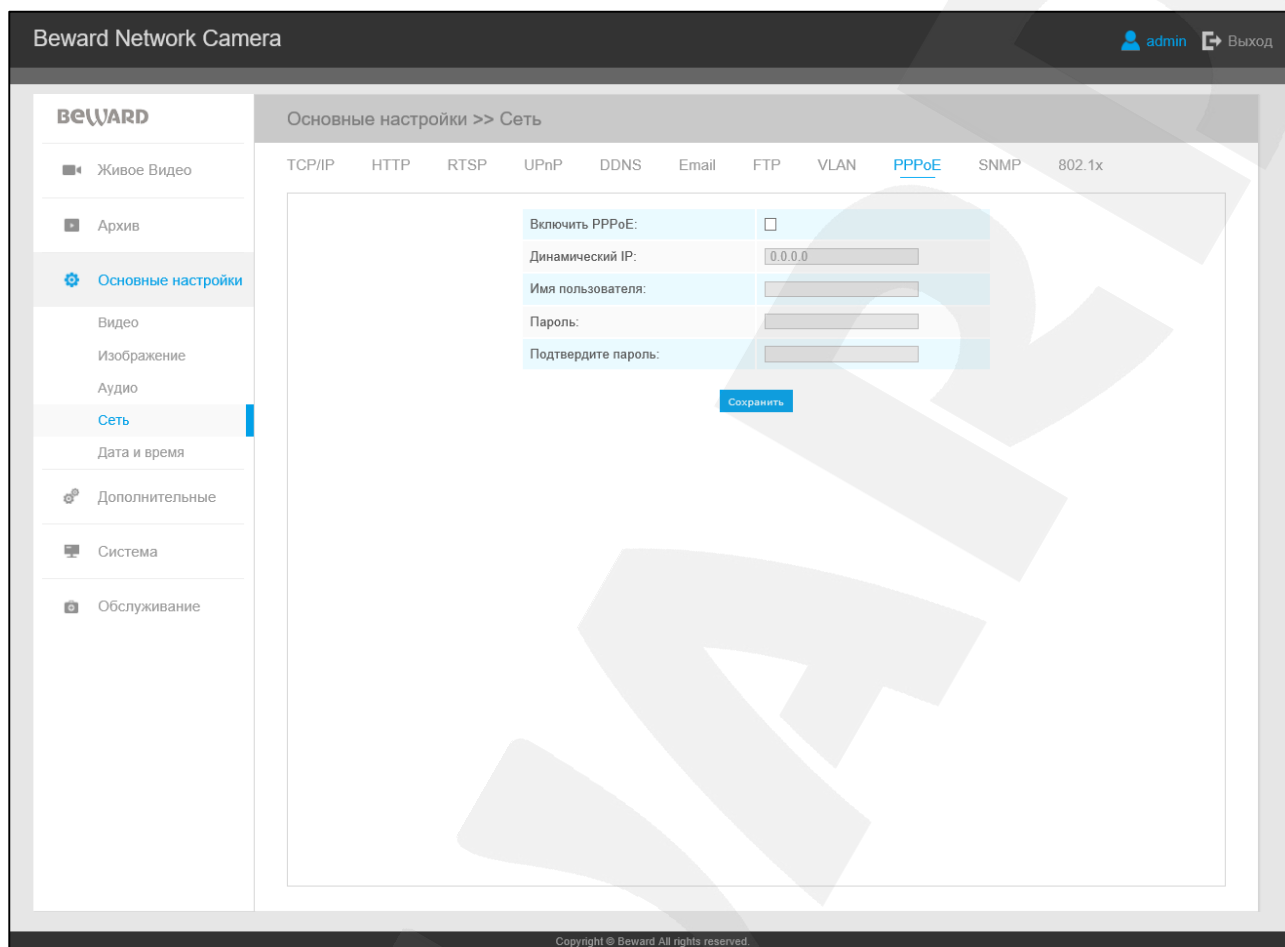 Beward Network Camera
admin Выход
BEWARD
Основные настройки >> Сеть
TCP/IP HTTP RTSP UPnP DDNS Email FTP VLAN PPPoE SNMP 802.1x
Живое Видео
Архив
Основные настройки
Видео
Изображение
Аудио
Сеть
Дата и время
Дополнительные
Система
Обслуживание
Включить PPPoE:
Динамический IP: 0.0.0.0
Имя пользователя:
Пароль:
Подтвердите пароль:
Сохранить
Copyright © Beward All rights reserved.